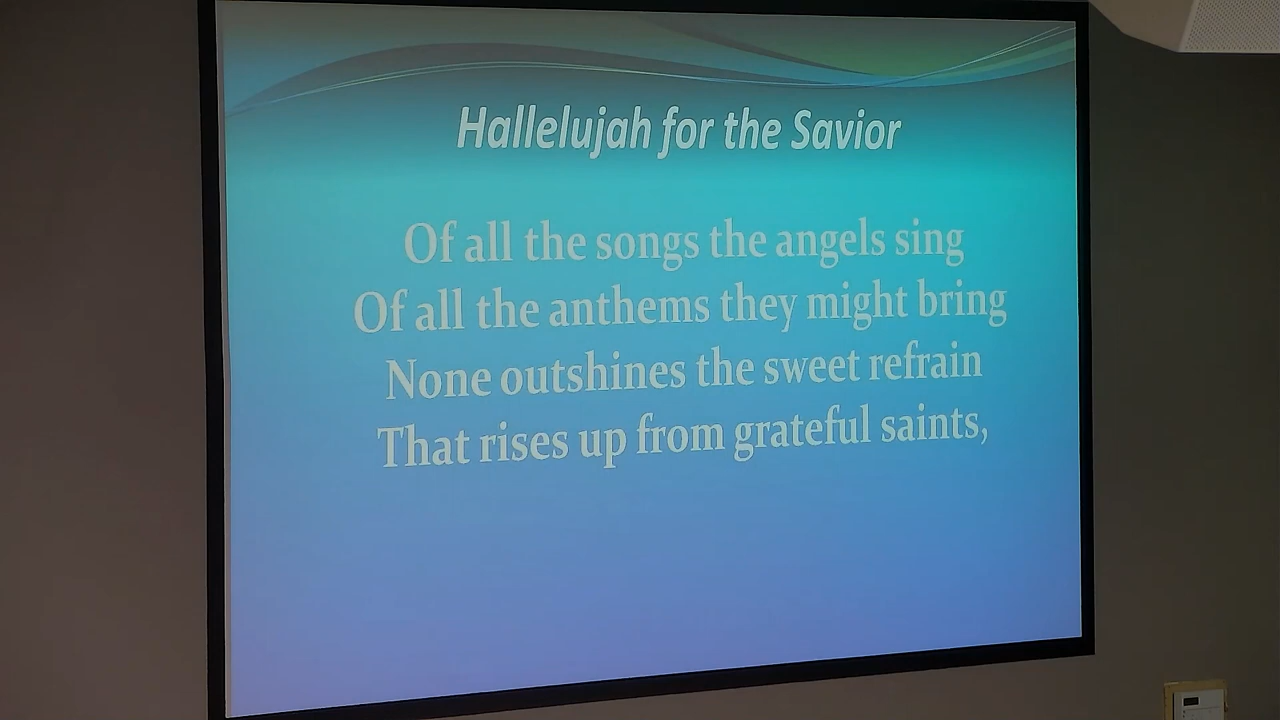 Hallelujah for the Savior
Of all the songs the angels sing
Of all the anthems they might bring
None outshines the sweet refrain
That rises up from grateful saints,